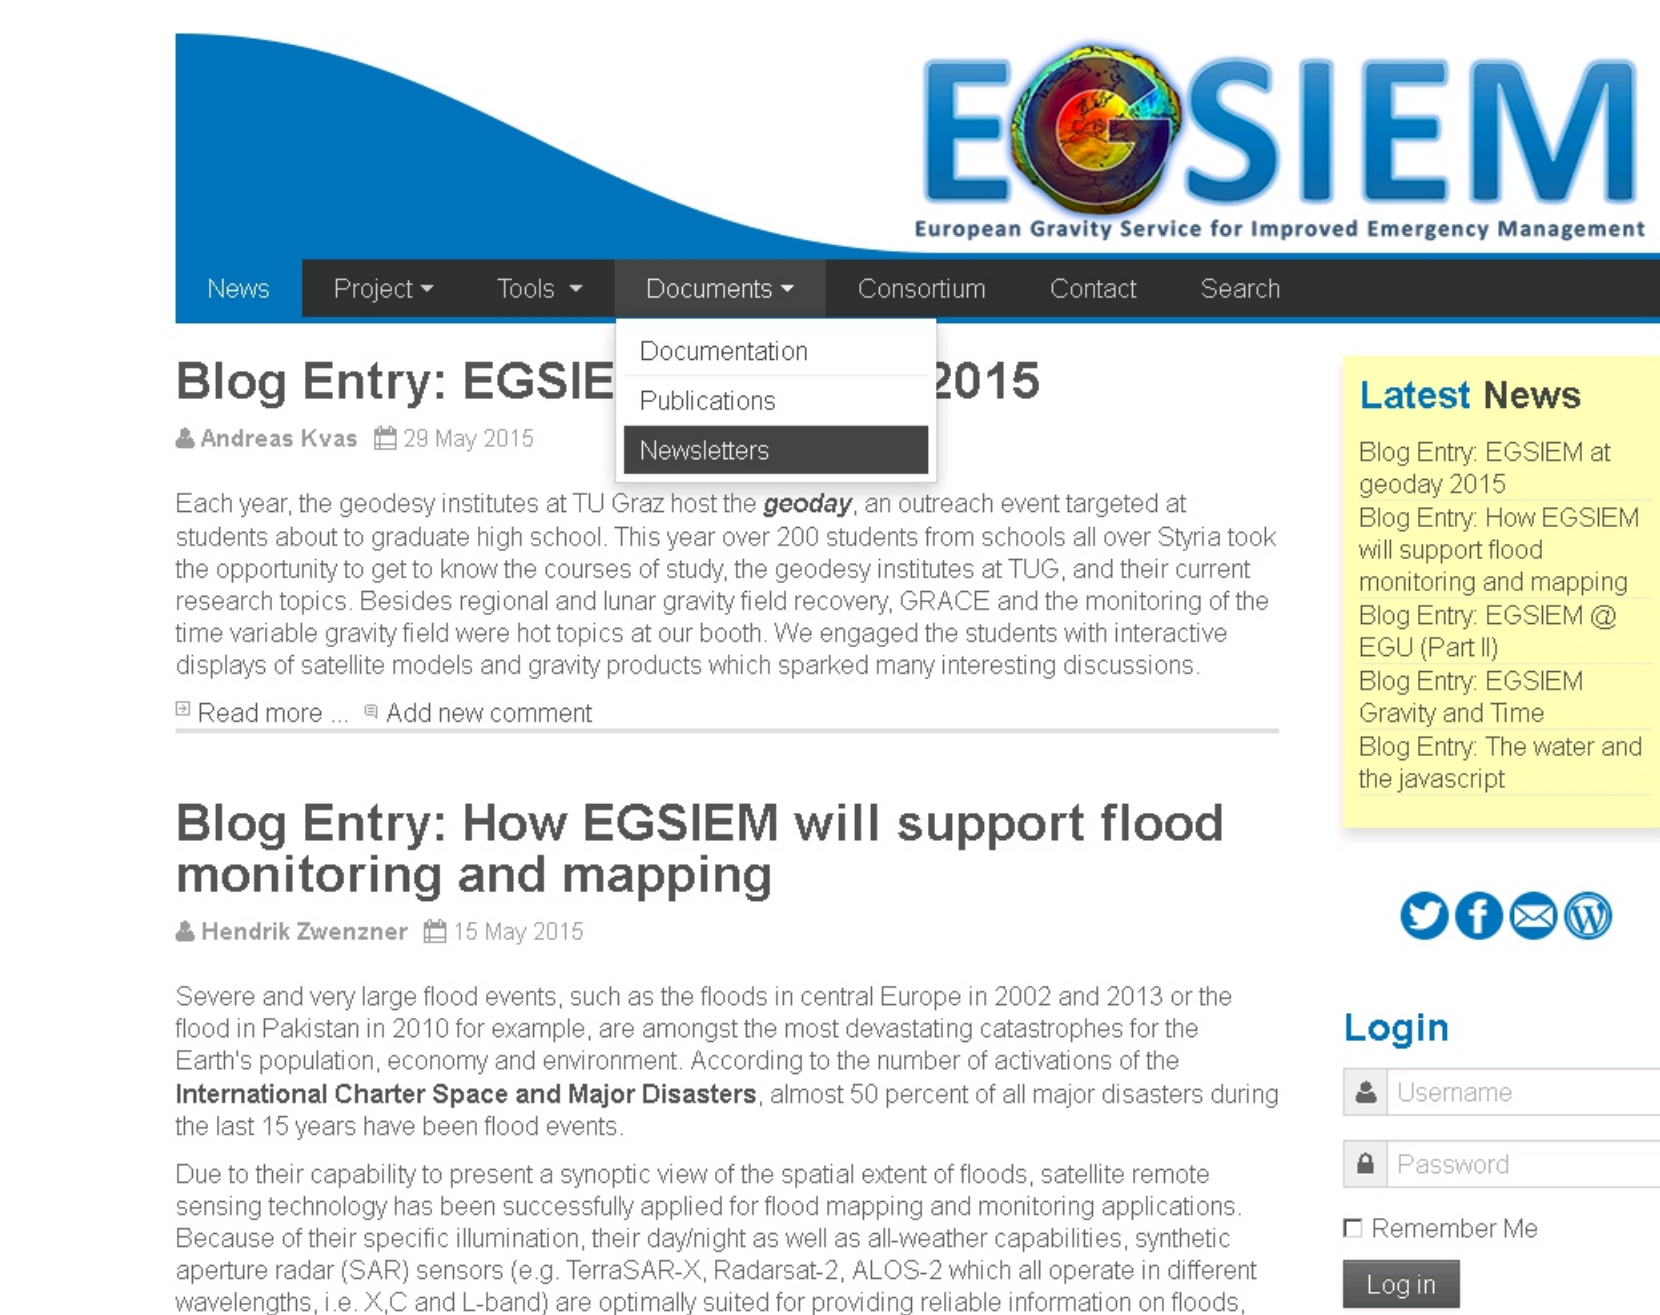 EGSIEM
European Gravity Service for Improved Emergency Management
News Project Tools Documents Consortium Contact Search
Documentation
Publications
Newsletters
Blog Entry: EGSIE 2015
Andreas Kvas 29 May 2015
Each year, the geodesy institutes at TU Graz host the geoday, an outreach event targeted at
students about to graduate high school. This year over 200 students from schools all over Styria took
the opportunity to get to know the courses of study, the geodesy institutes at TUG, and their current
research topics. Besides regional and lunar gravity field recovery, GRACE and the monitoring of the
time variable gravity field were hot topics at our booth. We engaged the students with interactive
displays of satellite models and gravity products which sparked many interesting discussions.
Read more ... Add new comment
Blog Entry: How EGSIEM will support flood
monitoring and mapping
Hendrik Zwenzner 15 May 2015
Severe and very large flood events, such as the floods in central Europe in 2002 and 2013 or the
flood in Pakistan in 2010 for example, are amongst the most devastating catastrophes for the
Earth's population, economy and environment. According to the number of activations of the
International Charter Space and Major Disasters, almost 50 percent of all major disasters during
the last 15 years have been flood events.
Due to their capability to present a synoptic view of the spatial extent of floods, satellite remote
sensing technology has been successfully applied for flood mapping and monitoring applications.
Because of their specific illumination, their day/night as well as all-weather capabilities, synthetic
aperture radar (SAR) sensors (e.g. TerraSAR-X, Radarsat-2, ALOS-2 which all operate in different
wavelengths, i.e. X,C and L-band) are optimally suited for providing reliable information on floods,
Latest News
Blog Entry: EGSIEM at
geoday 2015
Blog Entry: How EGSIEM
will support flood
monitoring and mapping
Blog Entry: EGSIEM @
EGU (Part II)
Blog Entry: EGSIEM
Gravity and Time
Blog Entry: The water and
the javascript
Login
Username
Password
Remember Me
Log in